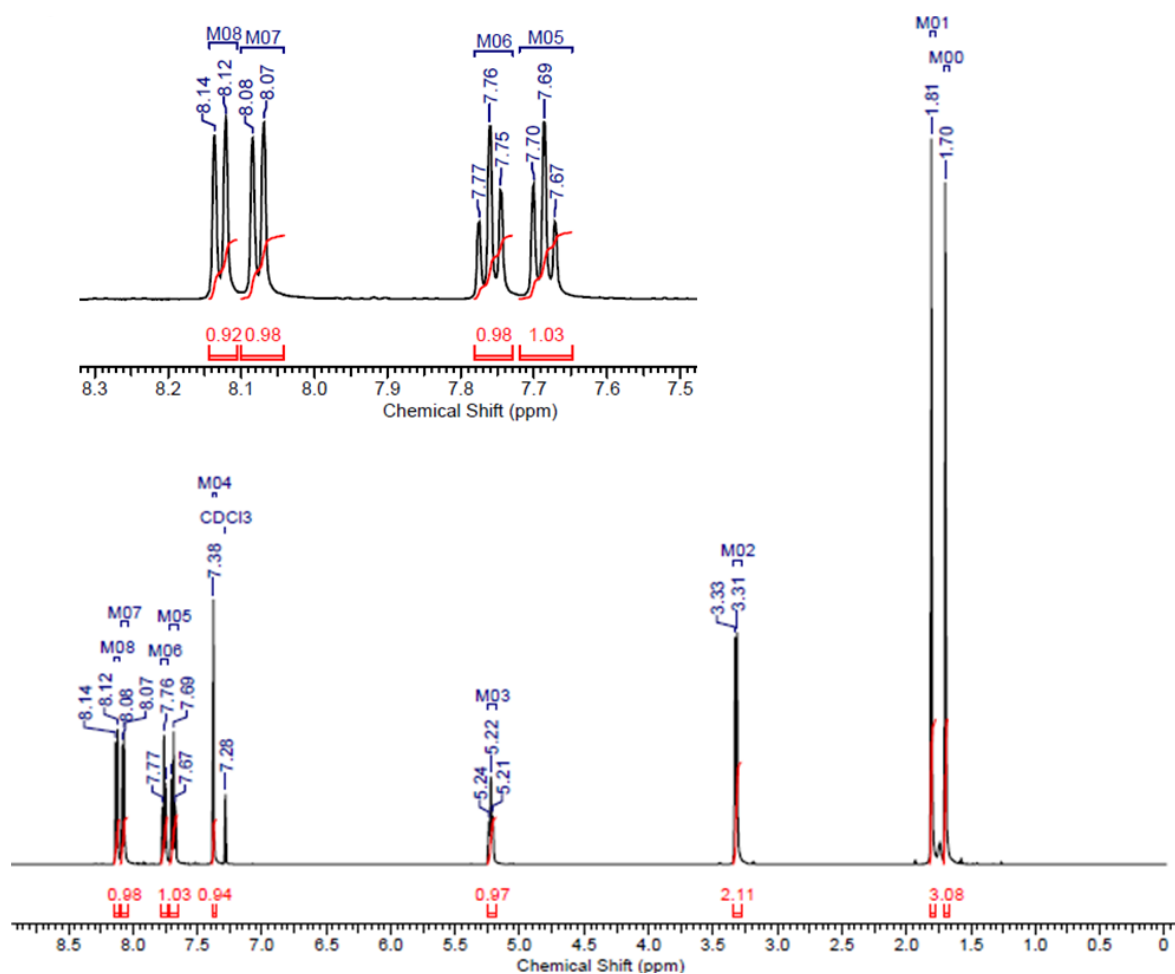 M08 M07 M06 M05
8.14 8.12 8.08 8.07 7.77 7.76 7.75 7.70 7.69 7.67
0.92 0.98 0.98 1.03
8.3 8.2 8.1 8.0 7.9 7.8 7.7 7.6 7.5
Chemical Shift (ppm)
M01
M00
1.81
1.70
M04
CDCl3
7.38
7.28
M07 M05
M08 M06
8.14 8.12 8.08 8.07 7.77 7.76 7.69 7.67
M03
5.24 5.22 5.21
M02
3.33 3.31
0.98 1.03 0.94 0.97 2.11 3.08
8.5 8.0 7.5 7.0 6.5 6.0 5.5 5.0 4.5 4.0 3.5 3.0 2.5 2.0 1.5 1.0 0.5 0
Chemical Shift (ppm)